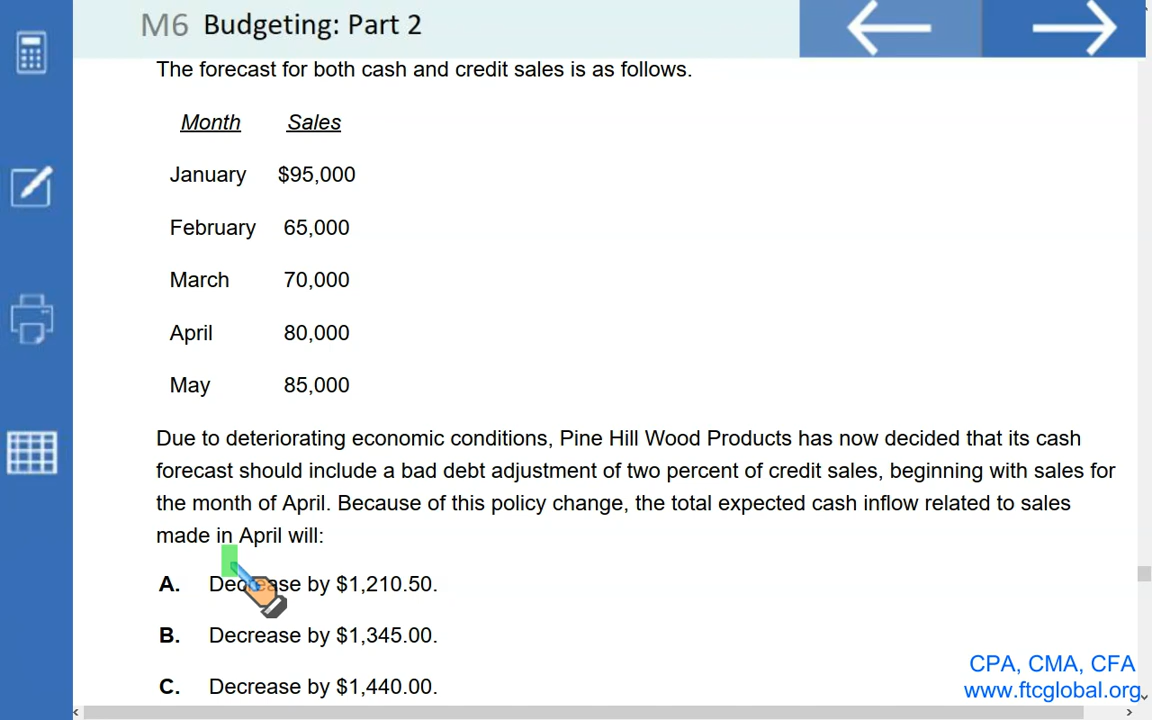 M6 Budgeting: Part 2
The forecast for both cash and credit sales is as follows.
Month Sales
January $95,000
February 65,000
March 70,000
April 80,000
May 85,000
Due to deteriorating economic conditions, Pine Hill Wood Products has now decided that its cash
forecast should include a bad debt adjustment of two percent of credit sales, beginning with sales for
the month of April. Because of this policy change, the total expected cash inflow related to sales
made in April will:
A. Decrease by $1,210.50.
B. Decrease by $1,345.00.
C. Decrease by $1,440.00.
CPA, CMA, CFA
www.ftcglobal.org